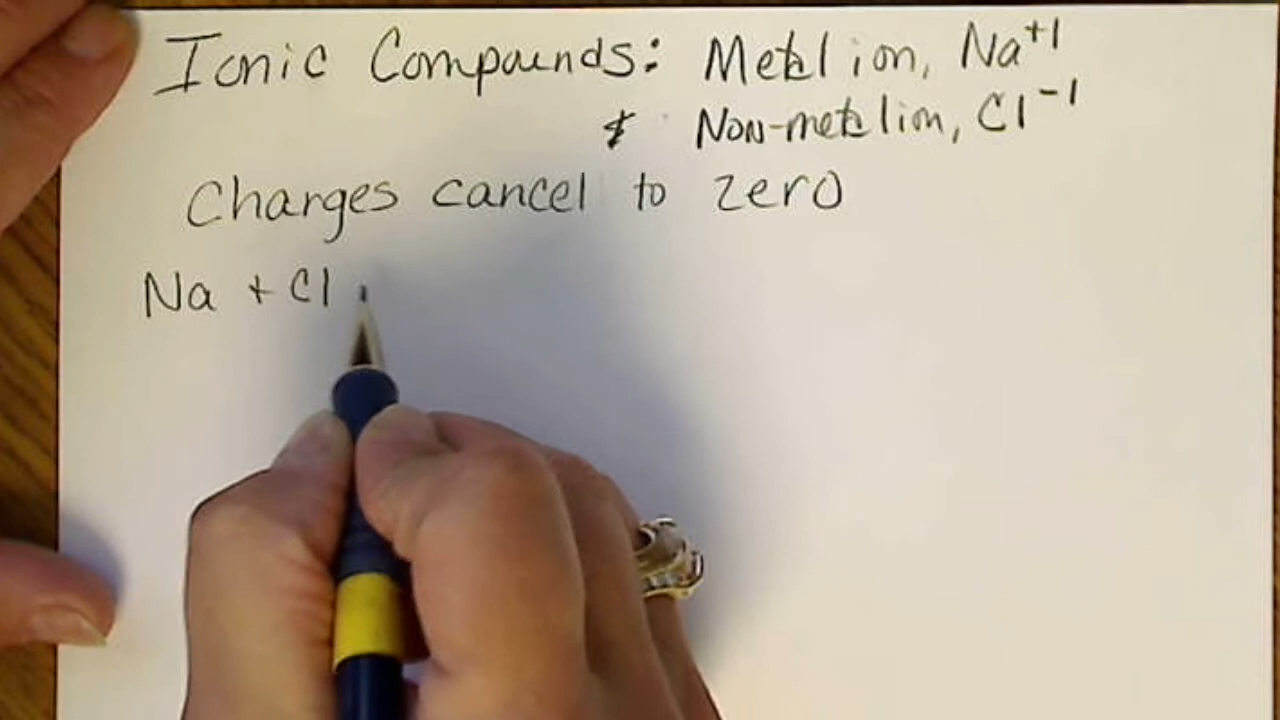 Ionic Compounds: Metal ion, Na⁺¹
& Non-metal ion, Cl⁻¹
Charges cancel to zero
Na + Cl